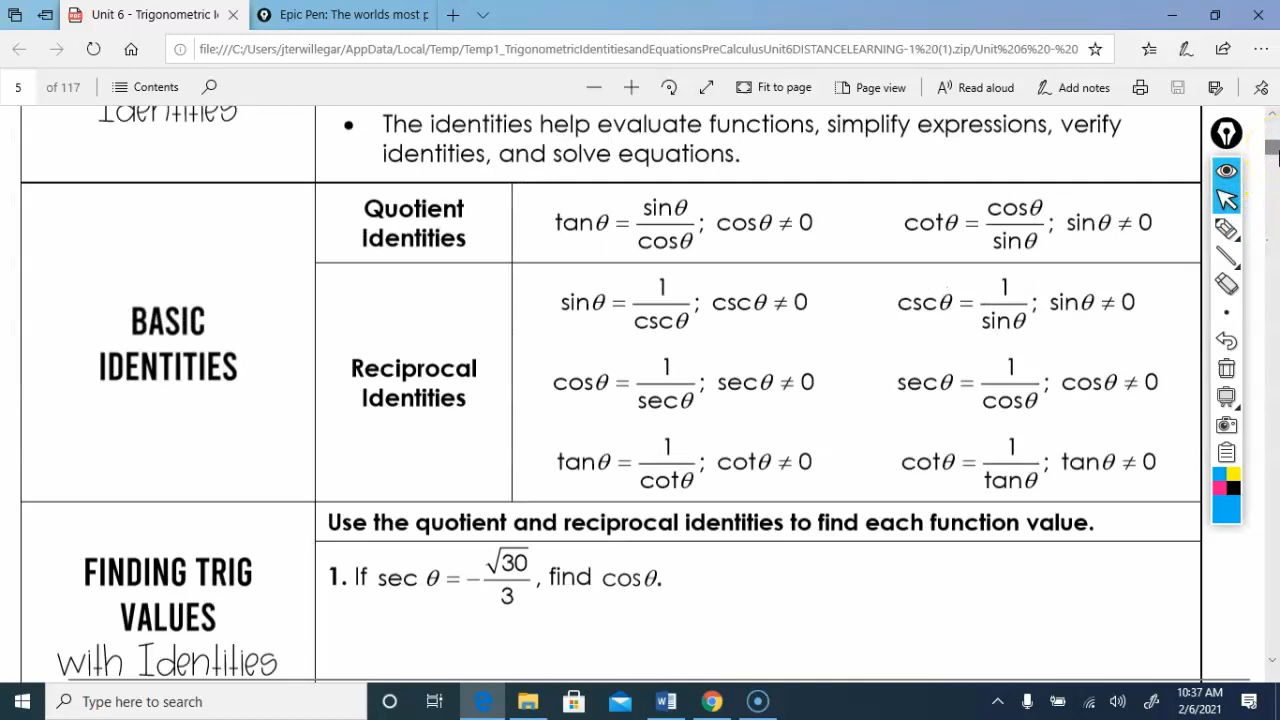 Unit 6 - Trigonometric I
Epic Pen: The worlds most p
file:///C:/Users/jterwillegar/AppData/Local/Temp/Temp1_TrigonometricIdentitiesandEquationsPreCalculusUnit6DISTANCELEARNING-1%20(1).zip/Unit%206%20-%20
5 of 117 Contents Fit to page Page view Read aloud Add notes
Identities
• The identities help evaluate functions, simplify expressions, verify
identities, and solve equations.
BASIC
IDENTITIES
Quotient
Identities
tanθ = sinθ/cosθ; cosθ ≠ 0 cotθ = cosθ/sinθ; sinθ ≠ 0
Reciprocal
Identities
sinθ = 1/cscθ; cscθ ≠ 0 cscθ = 1/sinθ; sinθ ≠ 0
cosθ = 1/secθ; secθ ≠ 0 secθ = 1/cosθ; cosθ ≠ 0
tanθ = 1/cotθ; cotθ ≠ 0 cotθ = 1/tanθ; tanθ ≠ 0
FINDING TRIG
VALUES
with Identities
Use the quotient and reciprocal identities to find each function value.
1. If sec θ = -√30/3, find cosθ.
Type here to search
10:37 AM
2/6/2021